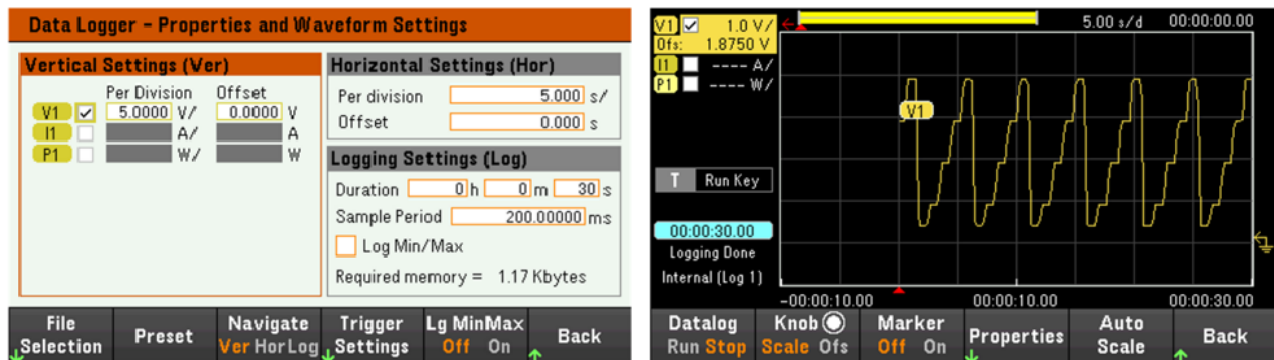 Data Logger - Properties and Waveform Settings
Vertical Settings (Ver)
Per Division Offset
V1 5.0000 V/ 0.0000 V
I1 A/ A
P1 W/ W
Horizontal Settings (Hor)
Per division 5.000 s/
Offset 0.000 s
Logging Settings (Log)
Duration 0 h 0 m 30 s
Sample Period 200.00000 ms
Log Min/Max
Required memory = 1.17 Kbytes
File Selection
Preset
Navigate
Ver Hor Log
Trigger Settings
Lg MinMax
Off On
Back
V1 1.0 V/
Ofs: 1.8750 V
I1 ---- A/
P1 ---- W/
5.00 s/d 00:00:00.00
V1
T Run Key
00:00:30.00
Logging Done
Internal (Log 1)
-00:00:10.00 00:00:10.00 00:00:30.00
Datalog
Run Stop
Knob
Scale Ofs
Marker
Off On
Properties
Auto Scale
Back